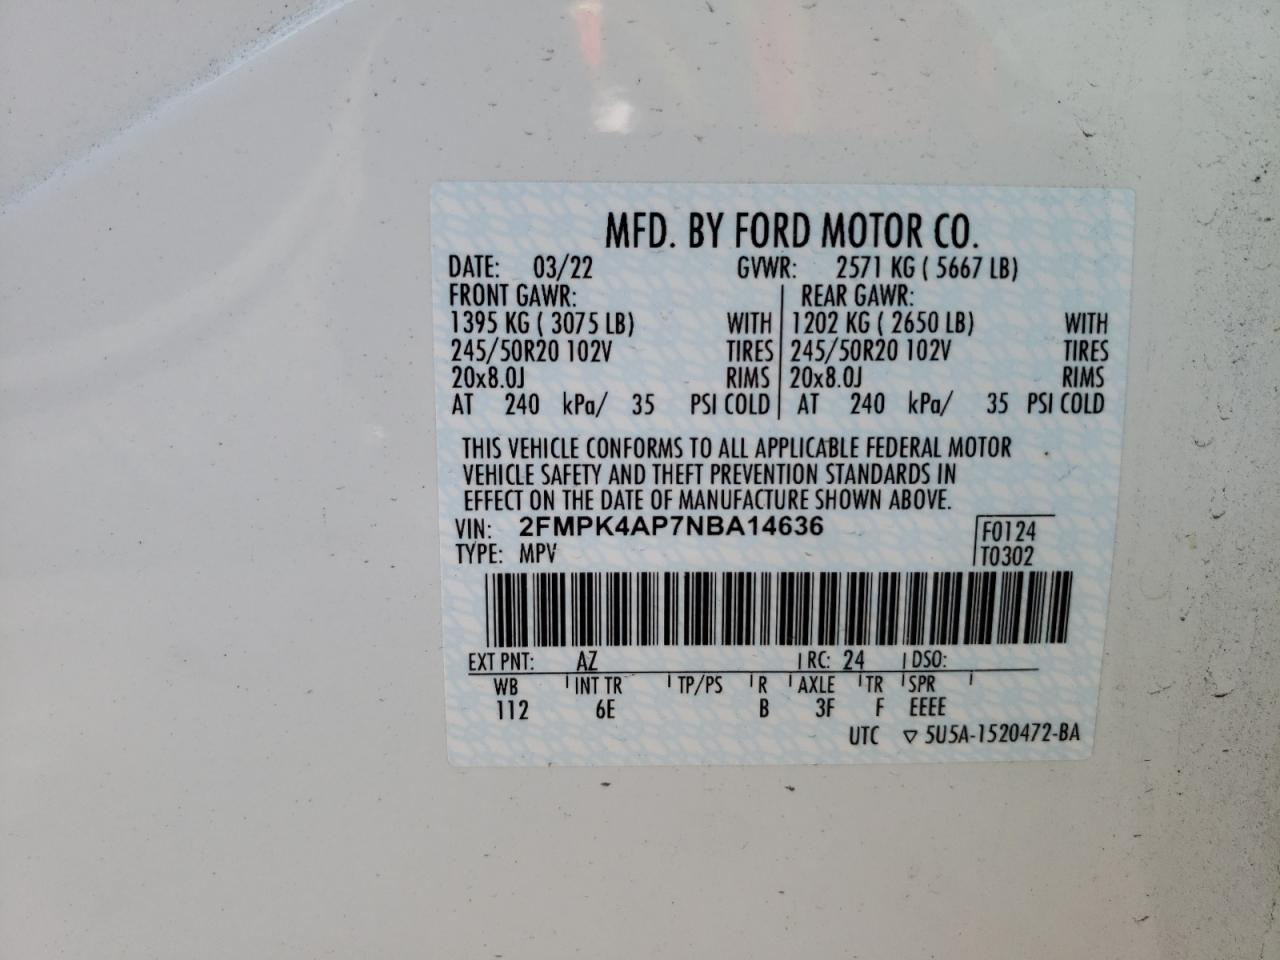 MFD. BY FORD MOTOR CO.
DATE: 03/22 GVWR: 2571 KG ( 5667 LB)
FRONT GAWR: REAR GAWR:
1395 KG ( 3075 LB) WITH 1202 KG ( 2650 LB) WITH
245/50R20 102V TIRES 245/50R20 102V TIRES
20x8.0J RIMS 20x8.0J RIMS
AT 240 kPa/ 35 PSI COLD AT 240 kPa/ 35 PSI COLD
THIS VEHICLE CONFORMS TO ALL APPLICABLE FEDERAL MOTOR
VEHICLE SAFETY AND THEFT PREVENTION STANDARDS IN
EFFECT ON THE DATE OF MANUFACTURE SHOWN ABOVE.
VIN: 2FMPK4AP7NBA14636 F0124
TYPE: MPV T0302
EXT PNT: AZ RC: 24 DSO:
WB INT TR TP/PS R AXLE TR SPR
112 6E B 3F F EEEE
UTC ▽ 5U5A-1520472-BA